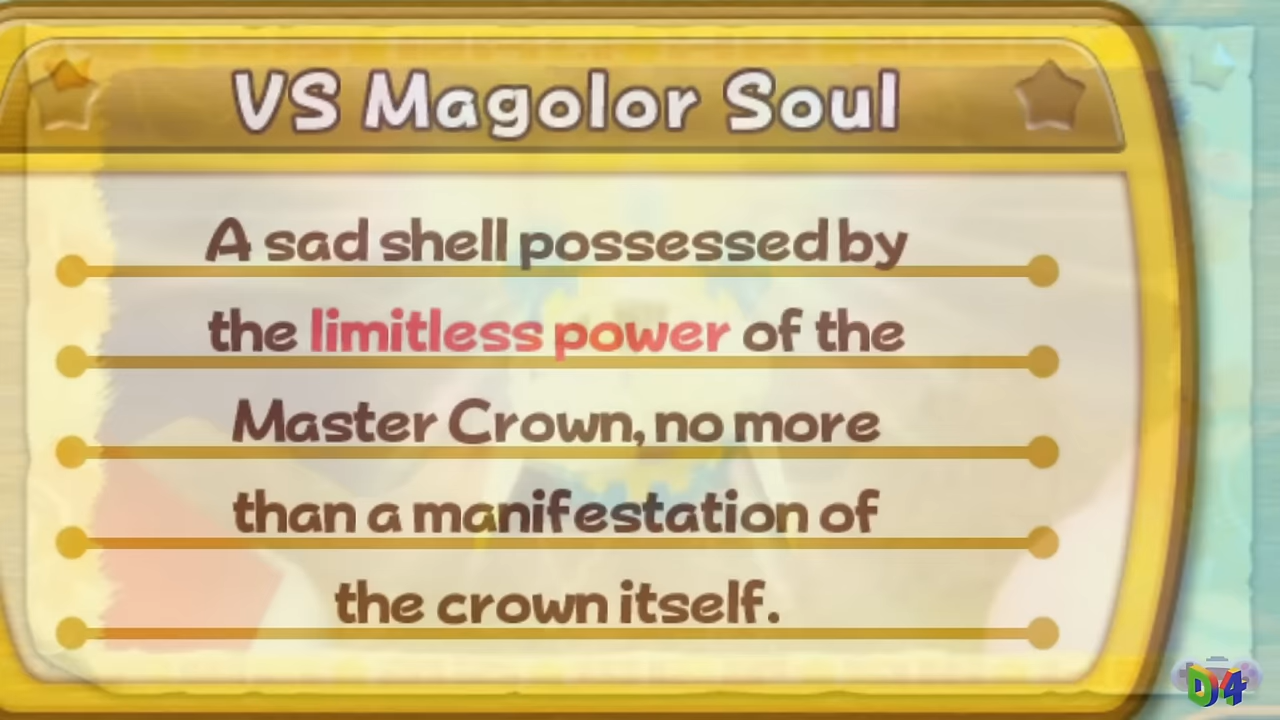 VS Magolor Soul
A sad shell possessed by
the limitless power of the
Master Crown, no more
than a manifestation of
the crown itself.
D4